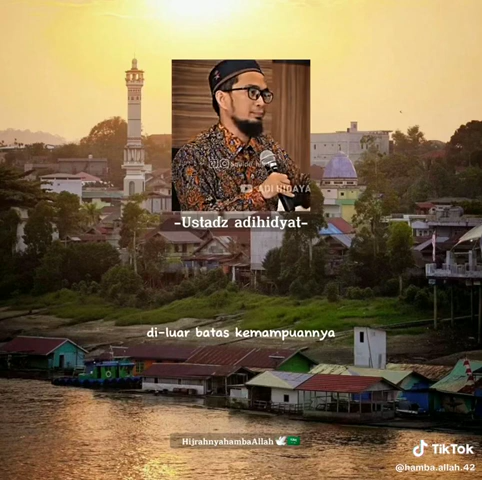 ADI HIDAYA
-Ustadz adihidyat-
di-luar batas kemampuannya
HijrahnyahambaAllah
TikTok
@hamba.allah.42